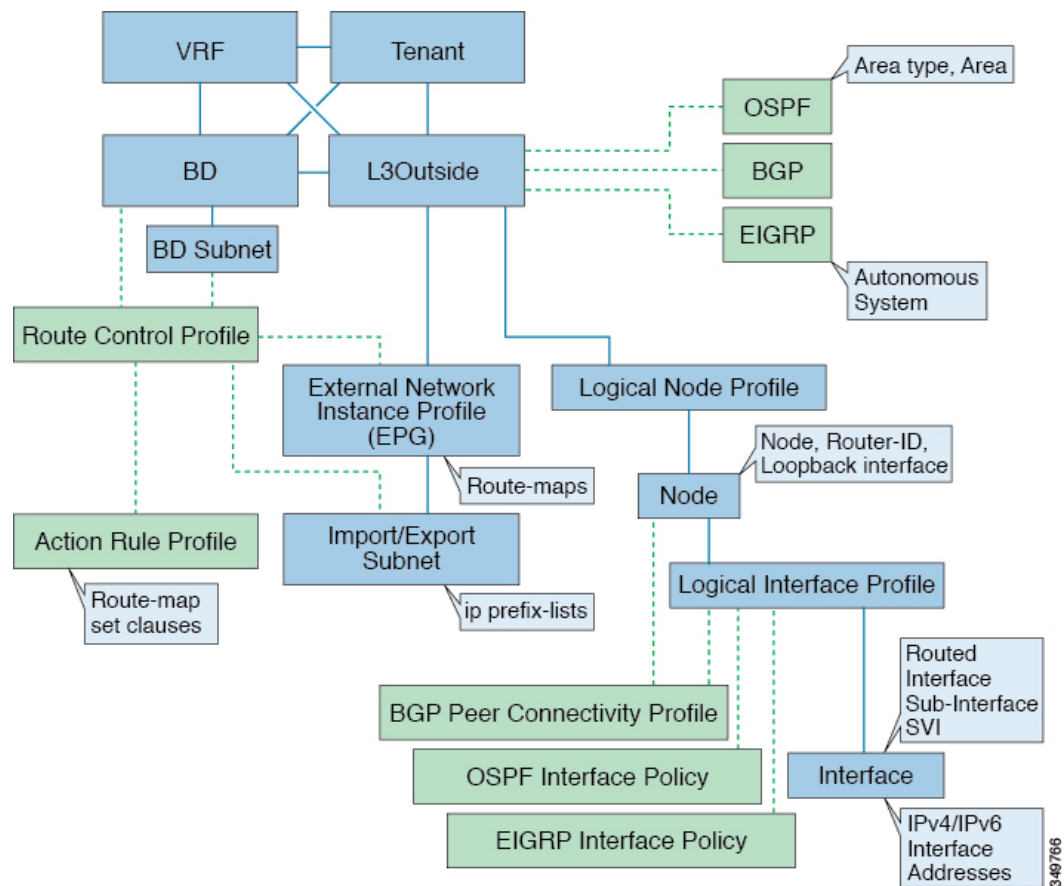 VRF
Tenant
Area type, Area
OSPF
BD
L3Outside
BGP
BD Subnet
EIGRP
Autonomous
System
Route Control Profile
External Network
Instance Profile
(EPG)
Logical Node Profile
Node, Router-ID,
Loopback interface
Route-maps
Node
Action Rule Profile
Import/Export
Subnet
Logical Interface Profile
Route-map
set clauses
ip prefix-lists
Routed
Interface
Sub-Interface
SVI
BGP Peer Connectivity Profile
OSPF Interface Policy
Interface
EIGRP Interface Policy
IPv4/IPv6
Interface
Addresses
349766